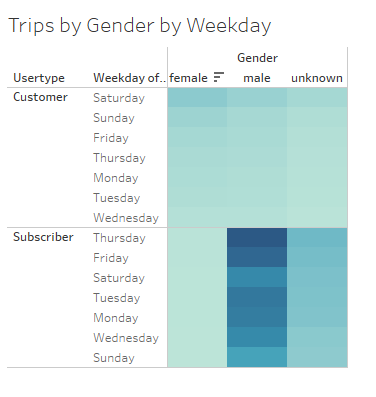 Trips by Gender by Weekday
Gender
Usertype Weekday of.. female male unknown
Customer Saturday
Sunday
Friday
Thursday
Monday
Tuesday
Wednesday
Subscriber Thursday
Friday
Saturday
Tuesday
Monday
Wednesday
Sunday